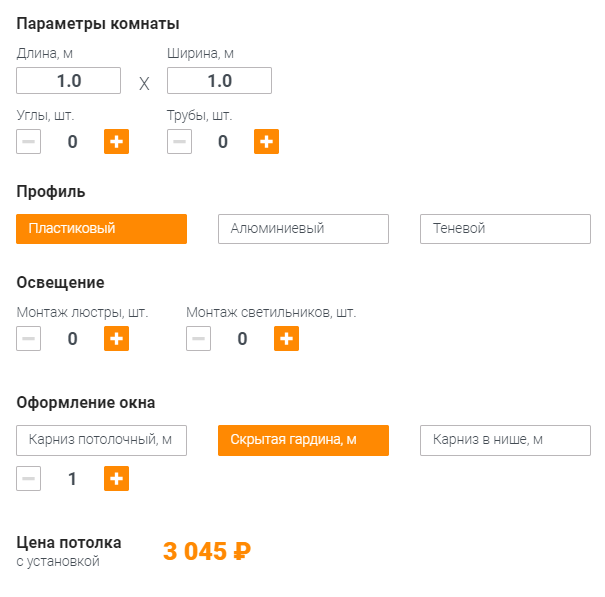 Параметры комнаты
Длина, м Ширина, м
1.0 X 1.0
Углы, шт. Трубы, шт.
− 0 + − 0 +
Профиль
Пластиковый Алюминиевый Теневой
Освещение
Монтаж люстры, шт. Монтаж светильников, шт.
− 0 + − 0 +
Оформление окна
Карниз потолочный, м Скрытая гардина, м Карниз в нише, м
− 1 +
Цена потолка 3 045 ₽
с установкой